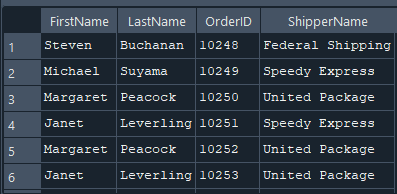 FirstName LastName OrderID ShipperName
1 Steven Buchanan 10248 Federal Shipping
2 Michael Suyama 10249 Speedy Express
3 Margaret Peacock 10250 United Package
4 Janet Leverling 10251 Speedy Express
5 Margaret Peacock 10252 United Package
6 Janet Leverling 10253 United Package